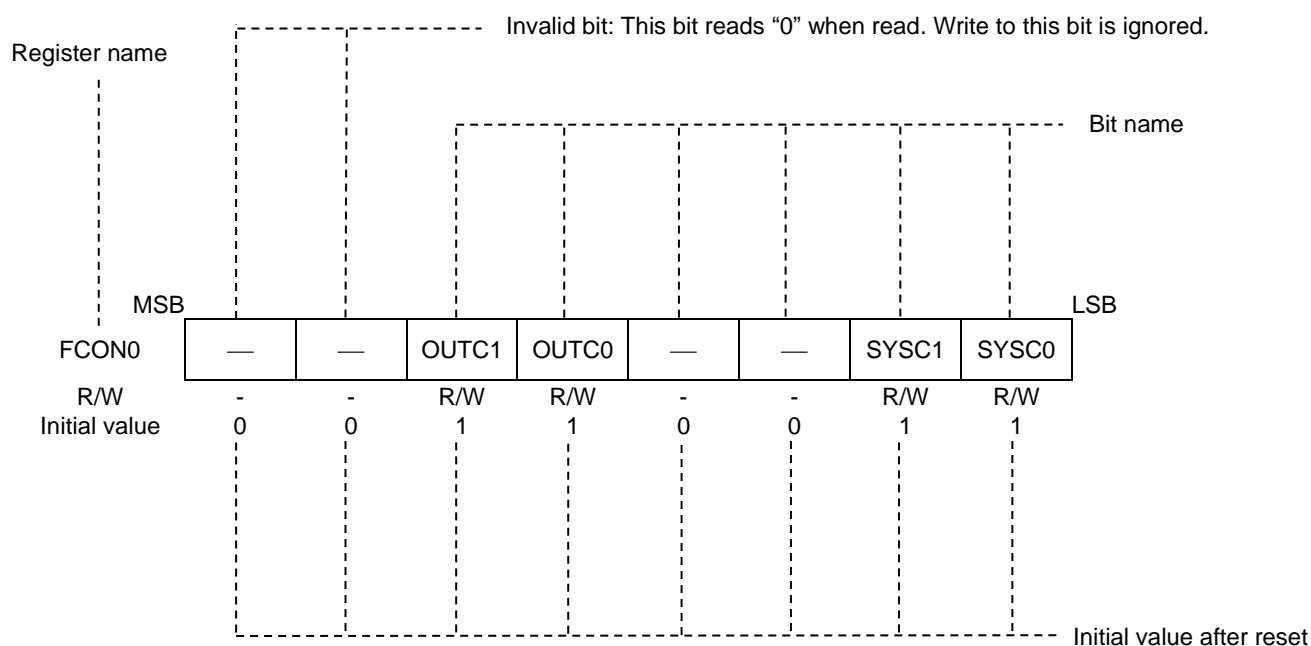 Invalid bit: This bit reads “0” when read. Write to this bit is ignored.
Register name
Bit name
MSB LSB
FCON0 — — OUTC1 OUTC0 — — SYSC1 SYSC0
R/W - - R/W R/W - - R/W R/W
Initial value 0 0 1 1 0 0 1 1
Initial value after reset